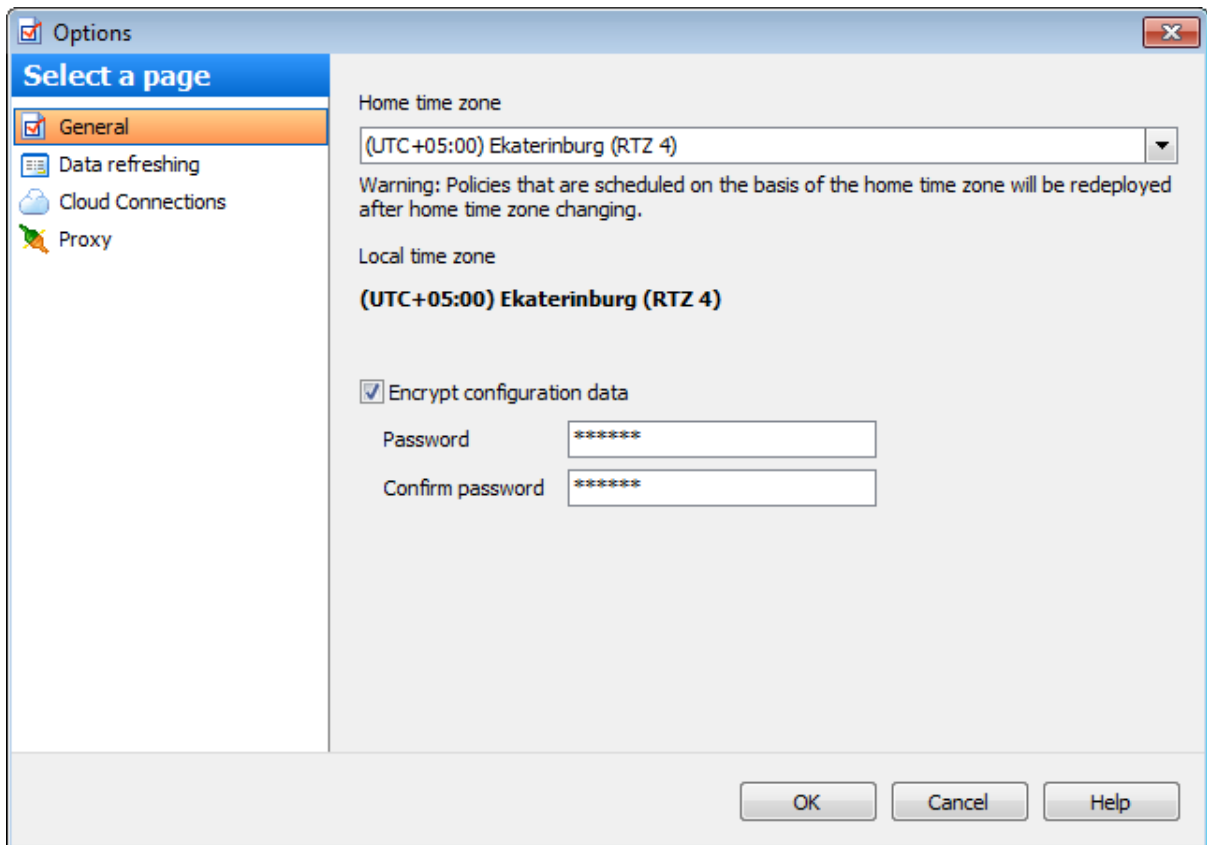 Options
Select a page
General
Data refreshing
Cloud Connections
Proxy
Home time zone
(UTC+05:00) Ekaterinburg (RTZ 4)
Warning: Policies that are scheduled on the basis of the home time zone will be redeployed
after home time zone changing.
Local time zone
(UTC+05:00) Ekaterinburg (RTZ 4)
Encrypt configuration data
Password ******
Confirm password ******
OK Cancel Help